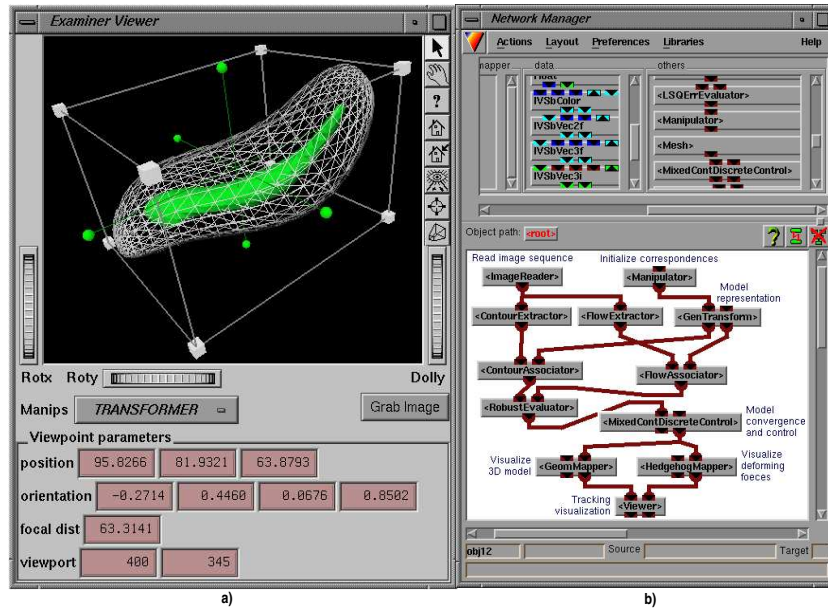 Examiner Viewer
?
Rotx Roty Dolly
Manips TRANSFORMER Grab Image
Viewpoint parameters
position 95.8266 81.9321 63.8793
orientation -0.2714 0.4460 0.0676 0.8502
focal dist 63.3141
viewport 400 345
a)
Network Manager
Actions Layout Preferences Libraries Help
mapper data others
Float
IVSbColor
IVSbVec2f
IVSbVec3f
IVSbVec3i
<LSQErrEvaluator>
<Manipulator>
<Mesh>
<MixedContDiscreteControl>
Object path: <root> ?
Read image sequence
Initialize correspondences
<ImageReader> <Manipulator>
Model
representation
<ContourExtractor> <FlowExtractor> <GenTransform>
<ContourAssociator> <FlowAssociator>
<RobustEvaluator>
<MixedContDiscreteControl>
Model
convergence
and control
Visualize
3D model
<GeomMapper> <HedgehogMapper>
Visualize
deforming
foeces
Tracking
visualization
<Viewer>
obj12 Source Target
b)